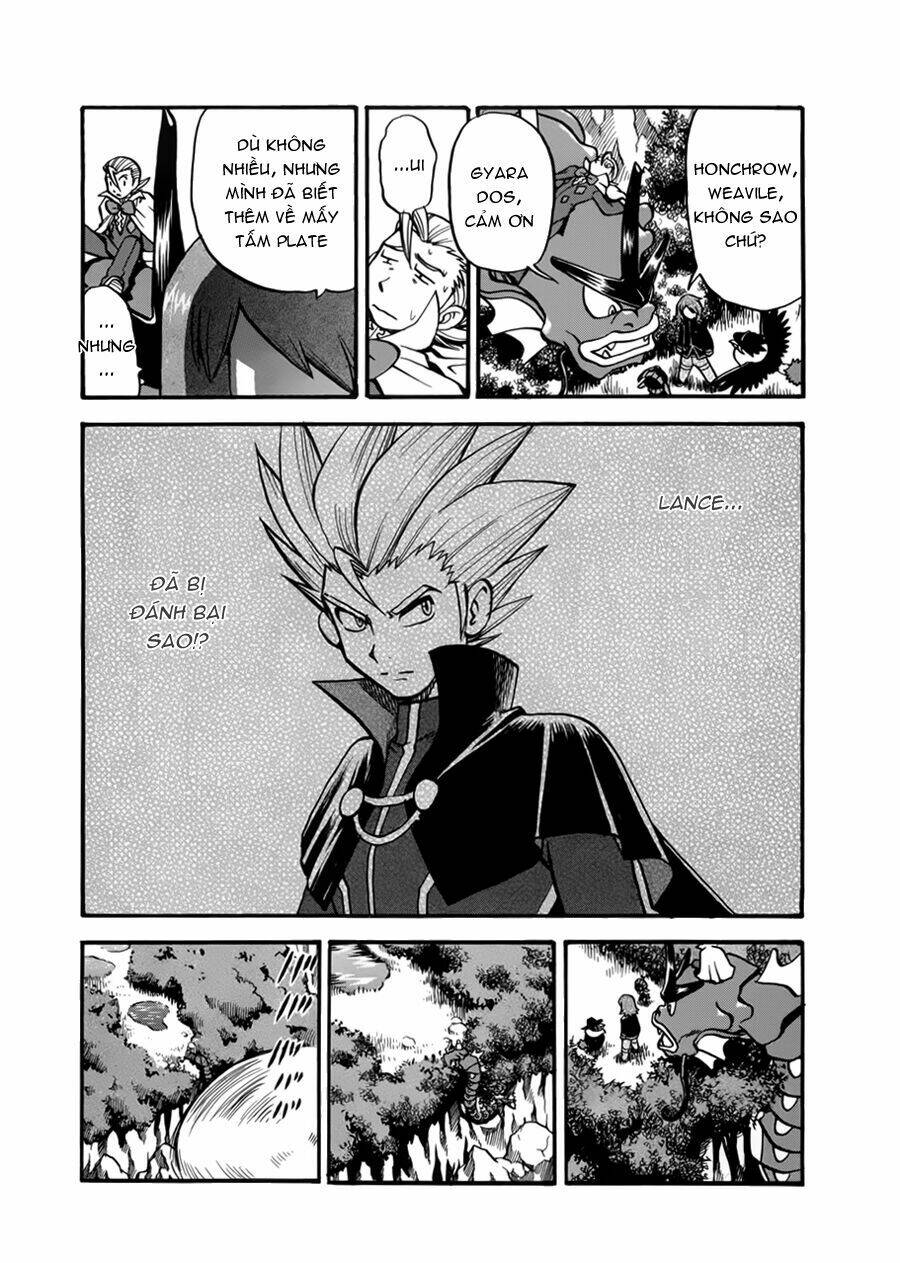 HONCHROW,
WEAVILE,
KHÔNG SAO
CHỨ?
GYARA
DOS,
CẢM ƠN
...UI
DÙ KHÔNG
NHIỀU, NHƯNG
MÌNH ĐÃ BIẾT
THÊM VỀ MẤY
TẤM PLATE
...
NHƯNG
...
LANCE...
ĐÃ BỊ
ĐÁNH BẠI
SAO!?